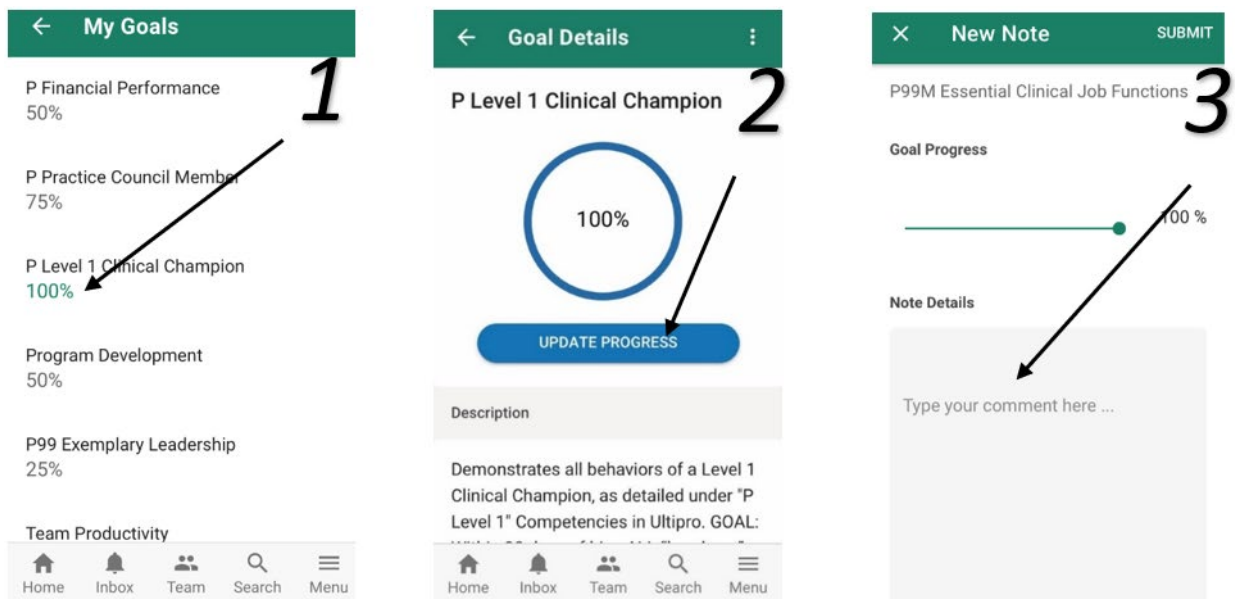 My Goals
1
P Financial Performance
50%
P Practice Council Member
75%
P Level 1 Clinical Champion
100%
Program Development
50%
P99 Exemplary Leadership
25%
Team Productivity
Home Inbox Team Search Menu
Goal Details
2
P Level 1 Clinical Champion
100%
UPDATE PROGRESS
Description
Demonstrates all behaviors of a Level 1
Clinical Champion, as detailed under "P
Level 1" Competencies in Ultipro. GOAL:
Home Inbox Team Search Menu
New Note SUBMIT
3
P99M Essential Clinical Job Functions
Goal Progress
100 %
Note Details
Type your comment here ...